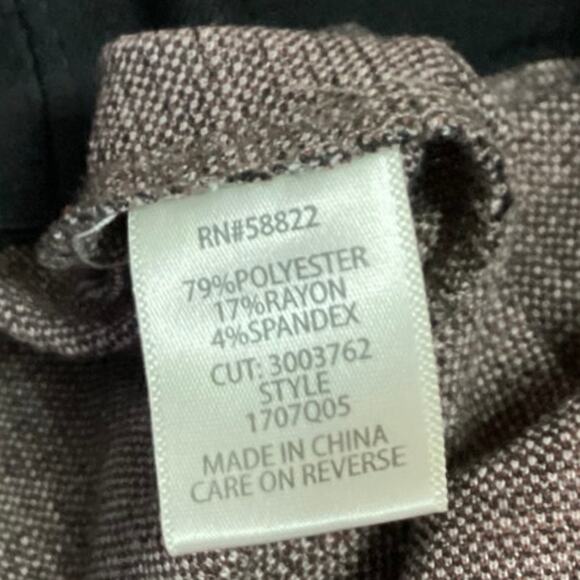 RN#58822
79%POLYESTER
17%RAYON
4%SPANDEX
CUT: 3003762
STYLE
1707Q05
MADE IN CHINA
CARE ON REVERSE